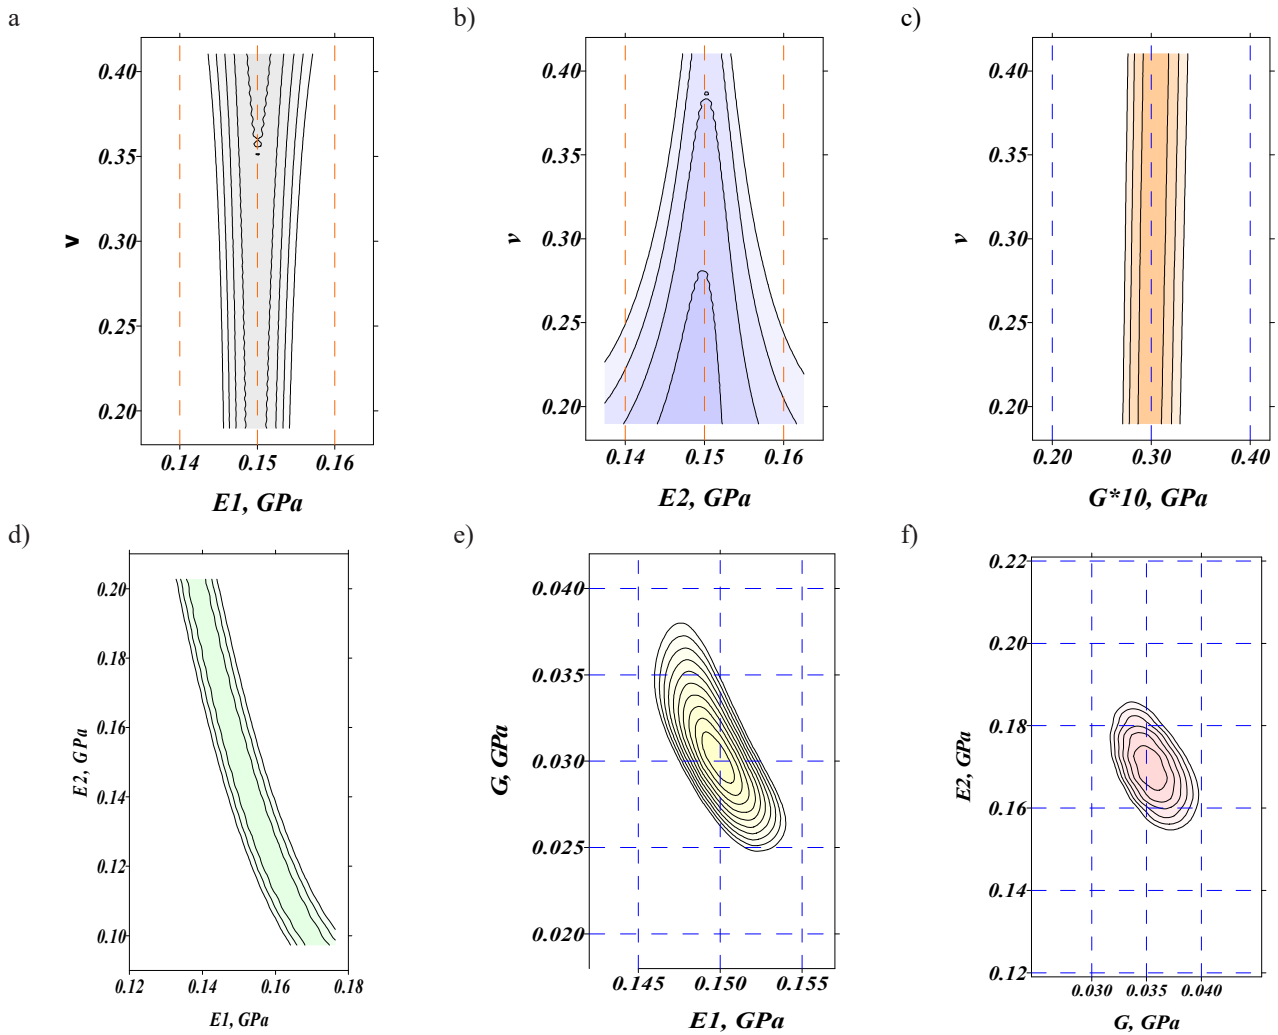 a
0.40
0.35
0.30
0.25
0.20
v
0.14 0.15 0.16
E1, GPa
b)
0.40
0.35
0.30
0.25
0.20
v
0.14 0.15 0.16
E2, GPa
c)
0.40
0.35
0.30
0.25
0.20
v
0.20 0.30 0.40
G*10, GPa
d)
0.20
0.18
0.16
0.14
0.12
0.10
E2, GPa
0.12 0.14 0.16 0.18
E1, GPa
e)
0.040
0.035
0.030
0.025
0.020
G, GPa
0.145 0.150 0.155
E1, GPa
f)
0.22
0.20
0.18
0.16
0.14
0.12
E2, GPa
0.030 0.035 0.040
G, GPa